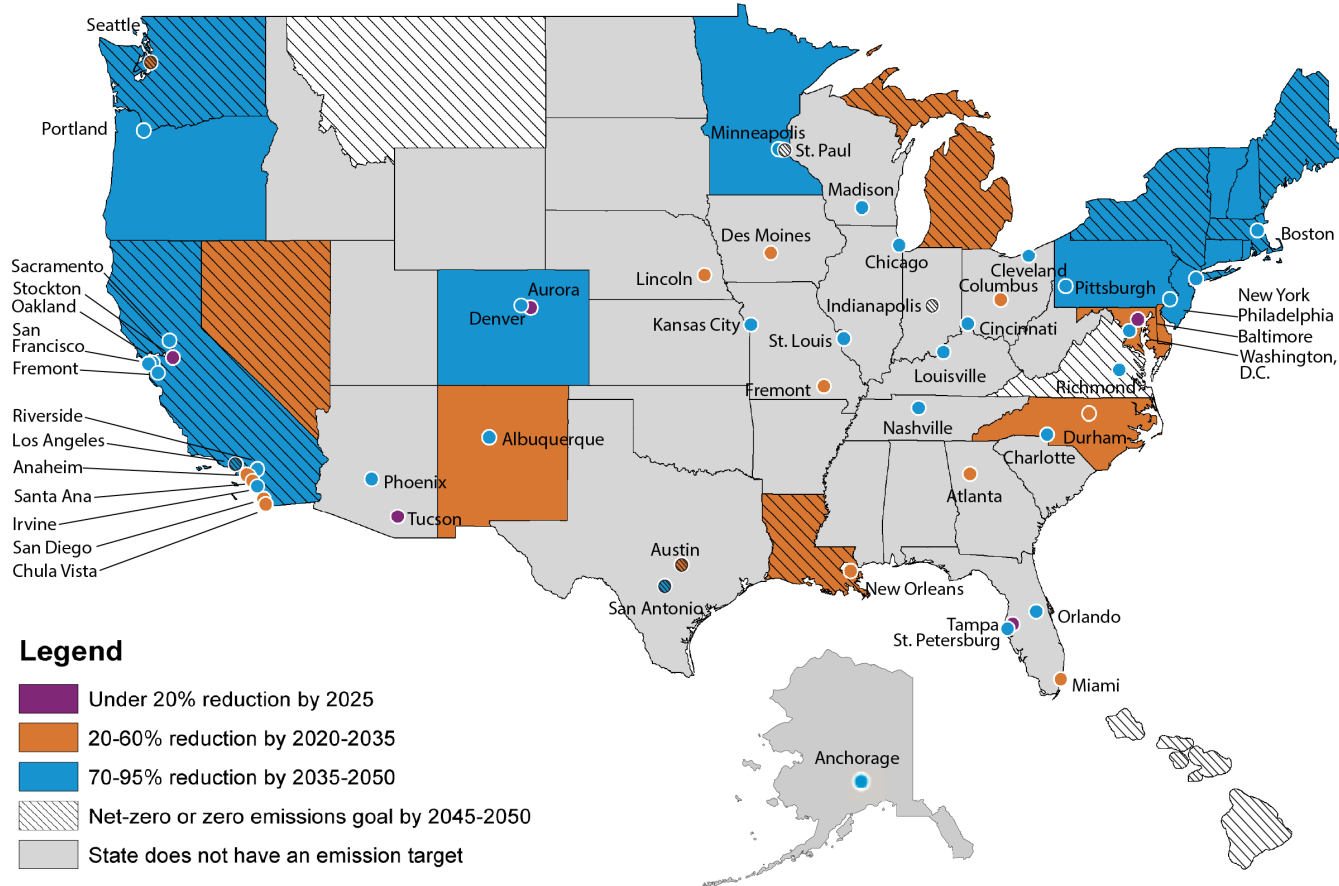 Seattle
Portland
Minneapolis
St. Paul
Madison
Des Moines
Chicago
Cleveland
Columbus
Boston
Sacramento
Stockton
Oakland
San
Francisco
Fremont
Lincoln
Aurora
Denver
Indianapolis
Pittsburgh
New York
Philadelphia
Baltimore
Washington,
D.C.
Kansas City
St. Louis
Cincinnati
Louisville
Richmond
Fremont
Riverside
Los Angeles
Anaheim
Santa Ana
Irvine
San Diego
Chula Vista
Albuquerque
Nashville
Durham
Charlotte
Phoenix
Tucson
Atlanta
Austin
San Antonio
New Orleans
Orlando
Tampa
St. Petersburg
Miami
Anchorage
Legend
Under 20% reduction by 2025
20-60% reduction by 2020-2035
70-95% reduction by 2035-2050
Net-zero or zero emissions goal by 2045-2050
State does not have an emission target